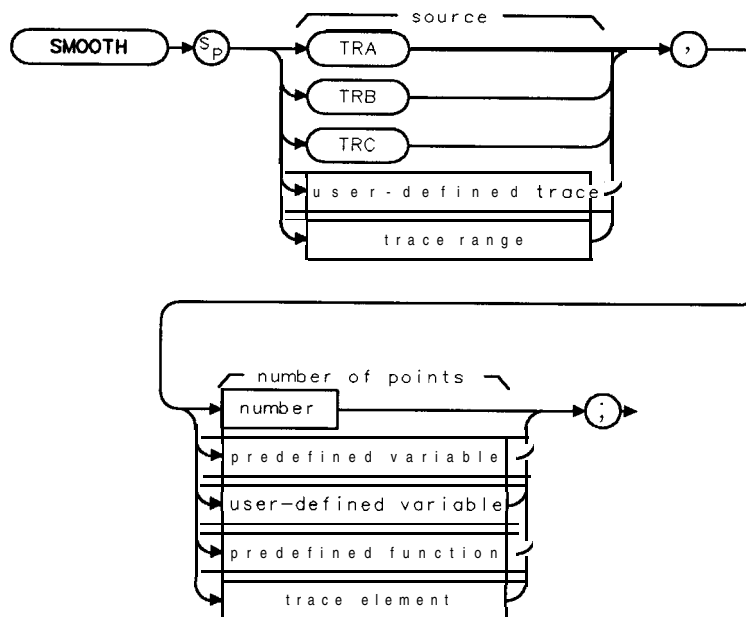 source
SMOOTH Sp TRA ,
TRB
TRC
user-defined trace
trace range
number of points
number ;
predefined variable
user-defined variable
predefined function
trace element